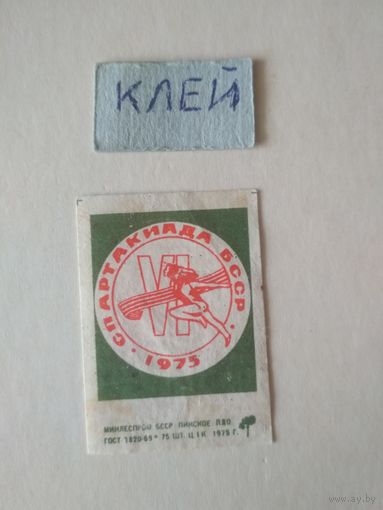 КЛЕЙ
СПАРТАКИАДА БССР
VI
1975
МИНЛЕСПРОМ БССР ПИНСКОЕ ПДО
ГОСТ 1820-69* 75 ШТ. Ц 1 К. 1975 Г.
www.ay.by